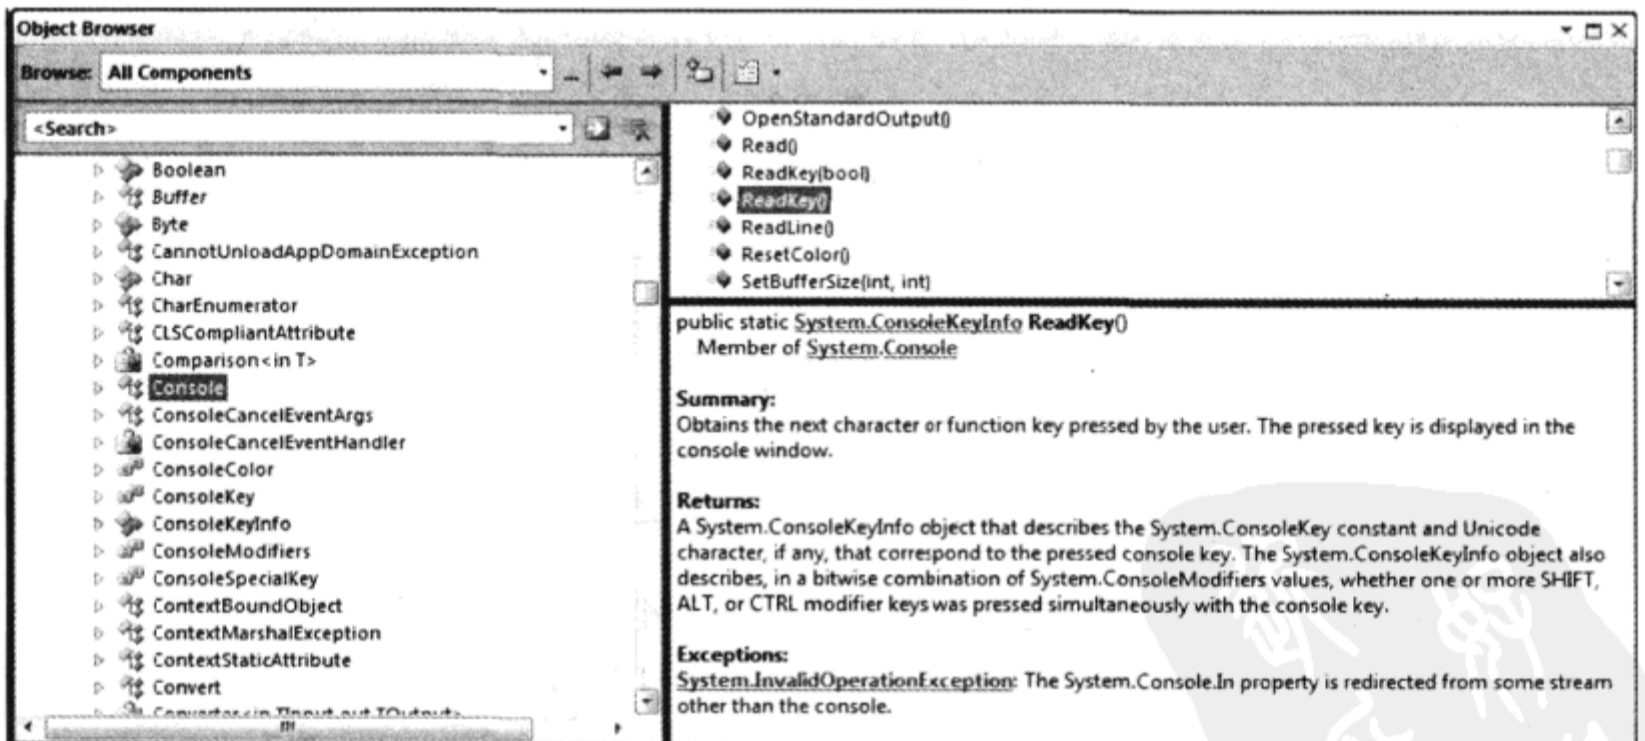 Object Browser
Browse: All Components
<Search>
Boolean
Buffer
Byte
CannotUnloadAppDomainException
Char
CharEnumerator
CLSCompliantAttribute
Comparison<in T>
Console
ConsoleCancelEventArgs
ConsoleCancelEventHandler
ConsoleColor
ConsoleKey
ConsoleKeyInfo
ConsoleModifiers
ConsoleSpecialKey
ContextBoundObject
ContextMarshalException
ContextStaticAttribute
Convert
Converter<in TInput,out TOutput>
OpenStandardOutput()
Read()
ReadKey(bool)
ReadKey()
ReadLine()
ResetColor()
SetBufferSize(int, int)
public static System.ConsoleKeyInfo ReadKey()
Member of System.Console
Summary:
Obtains the next character or function key pressed by the user. The pressed key is displayed in the
console window.
Returns:
A System.ConsoleKeyInfo object that describes the System.ConsoleKey constant and Unicode
character, if any, that correspond to the pressed console key. The System.ConsoleKeyInfo object also
describes, in a bitwise combination of System.ConsoleModifiers values, whether one or more SHIFT,
ALT, or CTRL modifier keys was pressed simultaneously with the console key.
Exceptions:
System.InvalidOperationException: The System.Console.In property is redirected from some stream
other than the console.